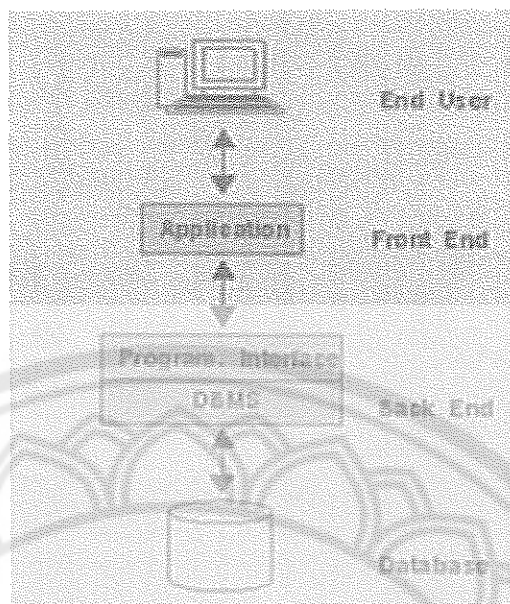 End User
Application
Front End
Program. Interface
DBMS
Back End
Database